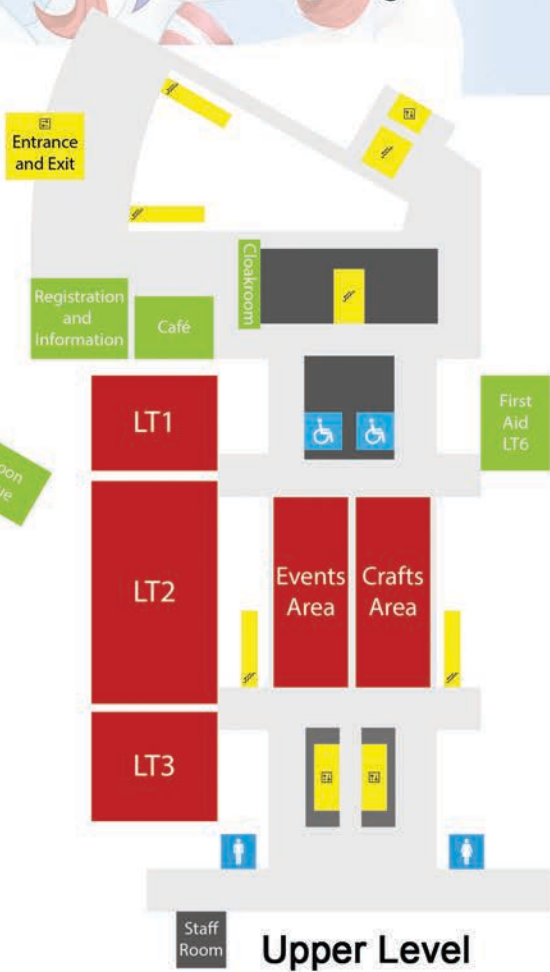 Entrance
and Exit
Cloakroom
Registration
and
Information
Café
LT1
First
Aid
LT6
LT2
Events
Area
Crafts
Area
LT3
Staff
Room
Upper Level